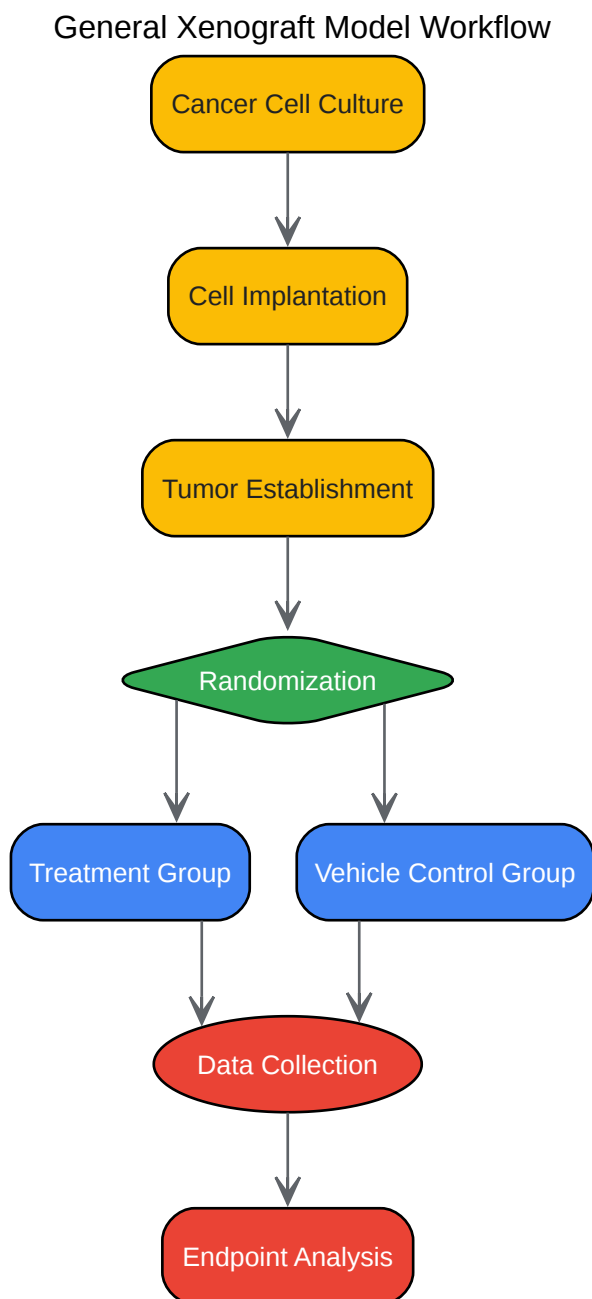 General Xenograft Model Workflow
Cancer Cell Culture
Cell Implantation
Tumor Establishment
Randomization
Treatment Group
Vehicle Control Group
Data Collection
Endpoint Analysis